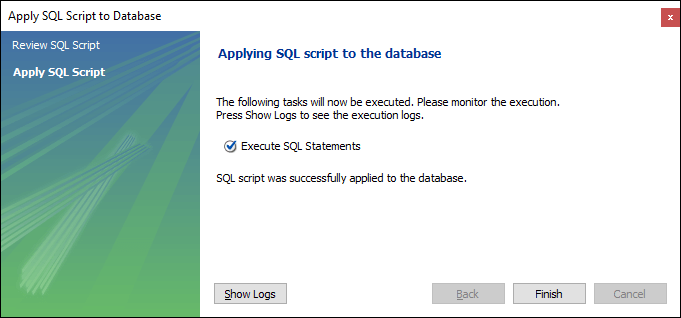 Apply SQL Script to Database
x
Review SQL Script
Apply SQL Script
Applying SQL script to the database
The following tasks will now be executed. Please monitor the execution.
Press Show Logs to see the execution logs.
Execute SQL Statements
SQL script was successfully applied to the database.
Show Logs
Back
Finish
Cancel